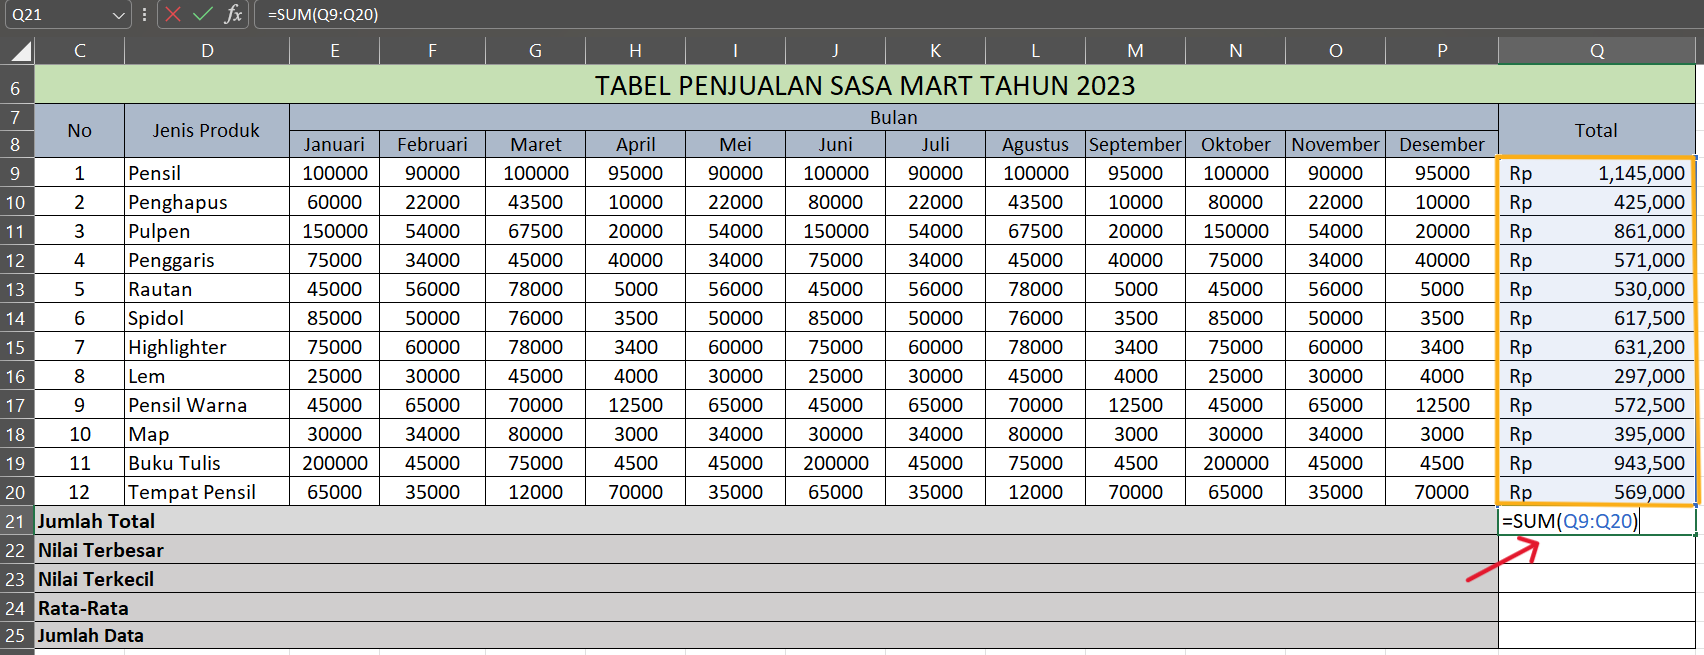 Q21 fx =SUM(Q9:Q20)
C D E F G H I J K L M N O P Q
6 TABEL PENJUALAN SASA MART TAHUN 2023
7 No Jenis Produk Bulan Total
8 Januari Februari Maret April Mei Juni Juli Agustus September Oktober November Desember
9 1 Pensil 100000 90000 100000 95000 90000 100000 90000 100000 95000 100000 90000 95000 Rp 1,145,000
10 2 Penghapus 60000 22000 43500 10000 22000 80000 22000 43500 10000 80000 22000 10000 Rp 425,000
11 3 Pulpen 150000 54000 67500 20000 54000 150000 54000 67500 20000 150000 54000 20000 Rp 861,000
12 4 Penggaris 75000 34000 45000 40000 34000 75000 34000 45000 40000 75000 34000 40000 Rp 571,000
13 5 Rautan 45000 56000 78000 5000 56000 45000 56000 78000 5000 45000 56000 5000 Rp 530,000
14 6 Spidol 85000 50000 76000 3500 50000 85000 50000 76000 3500 85000 50000 3500 Rp 617,500
15 7 Highlighter 75000 60000 78000 3400 60000 75000 60000 78000 3400 75000 60000 3400 Rp 631,200
16 8 Lem 25000 30000 45000 4000 30000 25000 30000 45000 4000 25000 30000 4000 Rp 297,000
17 9 Pensil Warna 45000 65000 70000 12500 65000 45000 65000 70000 12500 45000 65000 12500 Rp 572,500
18 10 Map 30000 34000 80000 3000 34000 30000 34000 80000 3000 30000 34000 3000 Rp 395,000
19 11 Buku Tulis 200000 45000 75000 4500 45000 200000 45000 75000 4500 200000 45000 4500 Rp 943,500
20 12 Tempat Pensil 65000 35000 12000 70000 35000 65000 35000 12000 70000 65000 35000 70000 Rp 569,000
21 Jumlah Total =SUM(Q9:Q20)
22 Nilai Terbesar
23 Nilai Terkecil
24 Rata-Rata
25 Jumlah Data